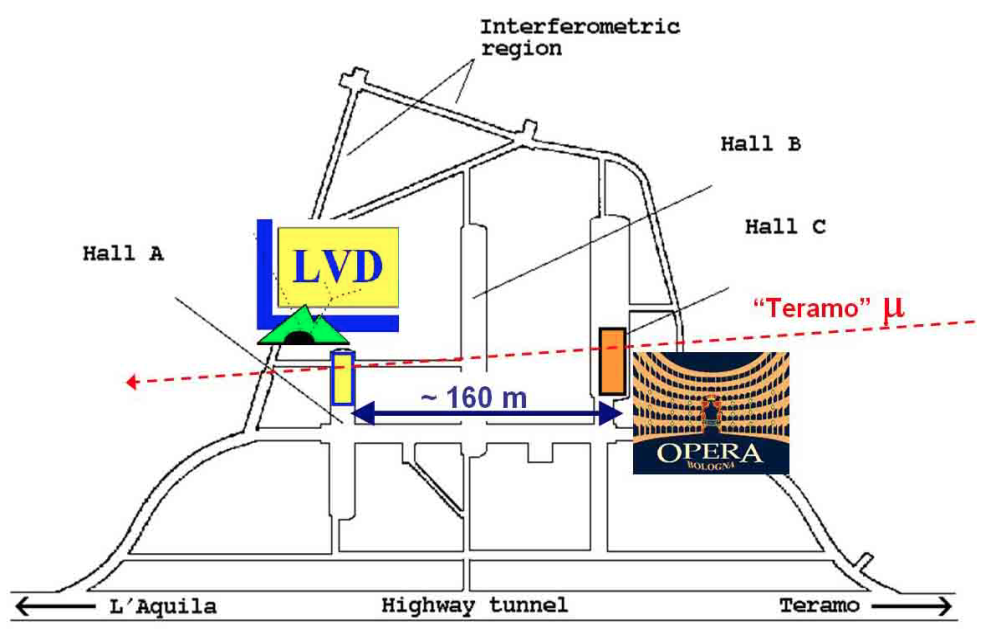 Interferometric
region
Hall B
Hall C
Hall A
LVD
“Teramo” μ
~ 160 m
OPERA
BOLOGNA
L'Aquila
Highway tunnel
Teramo